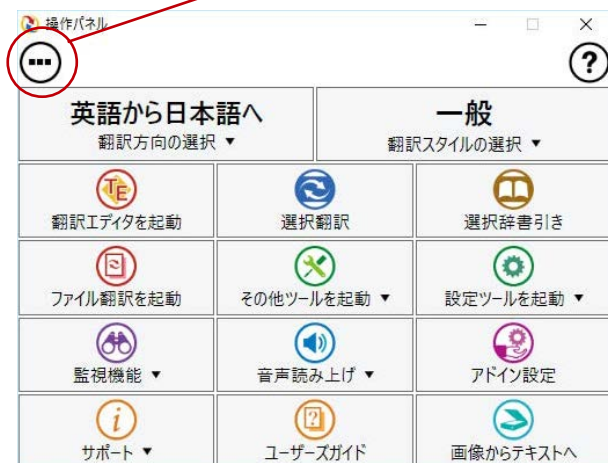 操作パネル
英語から日本語へ
翻訳方向の選択 ▼
一般
翻訳スタイルの選択 ▼
TE
翻訳エディタを起動
選択翻訳
選択辞書引き
ファイル翻訳を起動
その他ツールを起動 ▼
設定ツールを起動 ▼
監視機能 ▼
音声読み上げ ▼
アドイン設定
サポート ▼
ユーザーズガイド
画像からテキストへ